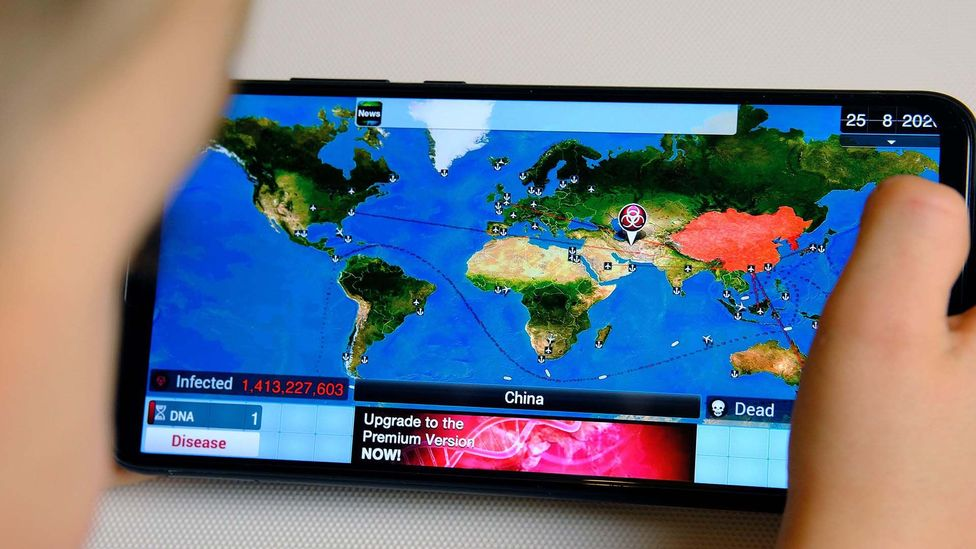 News
25 8 202
Infected 1,413,227,603
China
Dead
DNA 1
Disease
Upgrade to the
Premium Version
NOW!